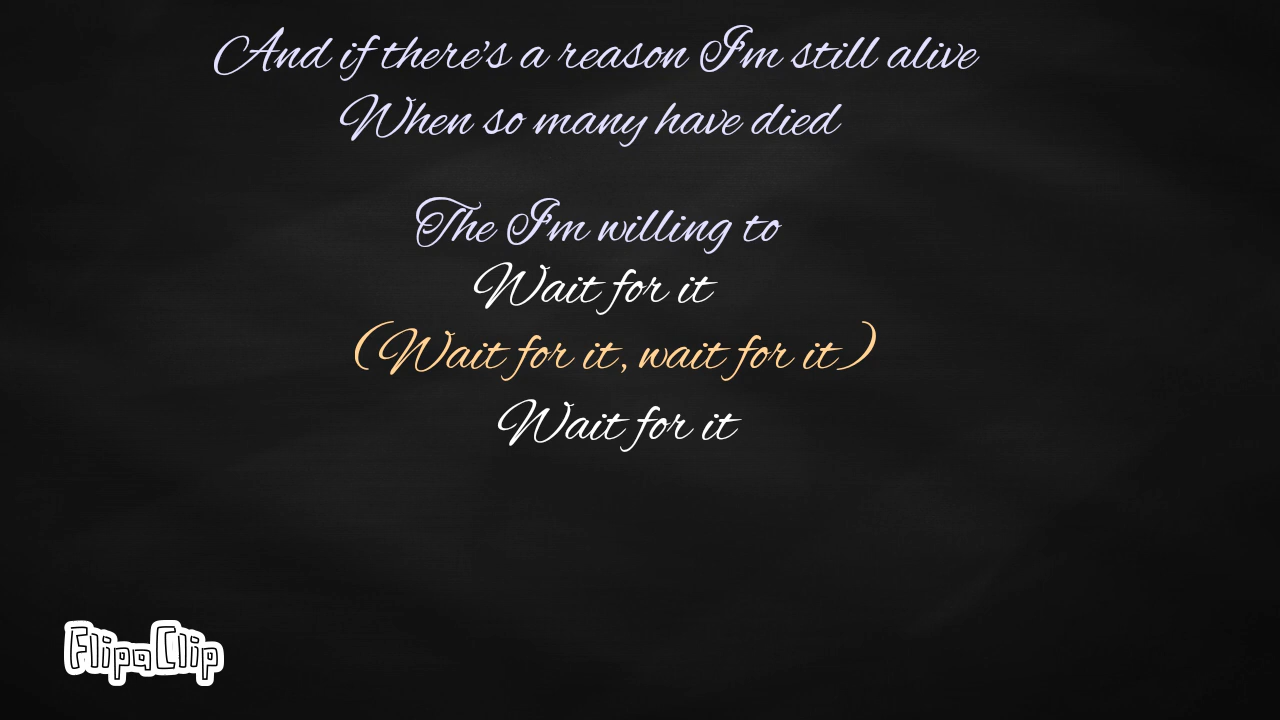 And if there's a reason I'm still alive
When so many have died
The I'm willing to
Wait for it
(Wait for it, wait for it)
Wait for it
FlipaClip